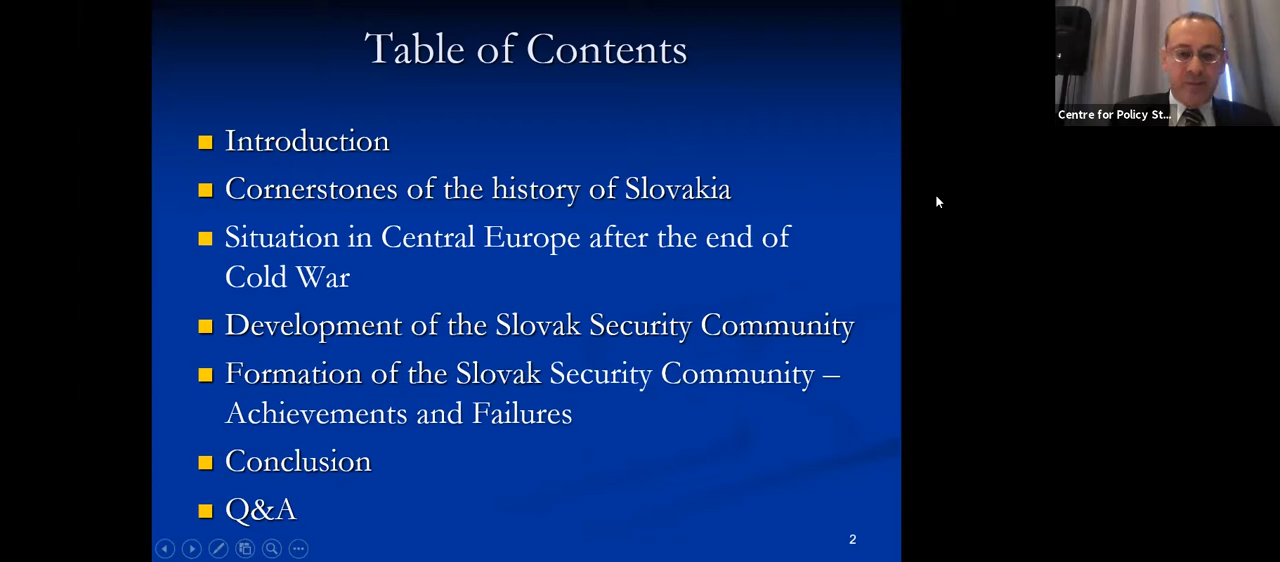 Table of Contents
Introduction
Cornerstones of the history of Slovakia
Situation in Central Europe after the end of
Cold War
Development of the Slovak Security Community
Formation of the Slovak Security Community –
Achievements and Failures
Conclusion
Q&A
2
Centre for Policy St...